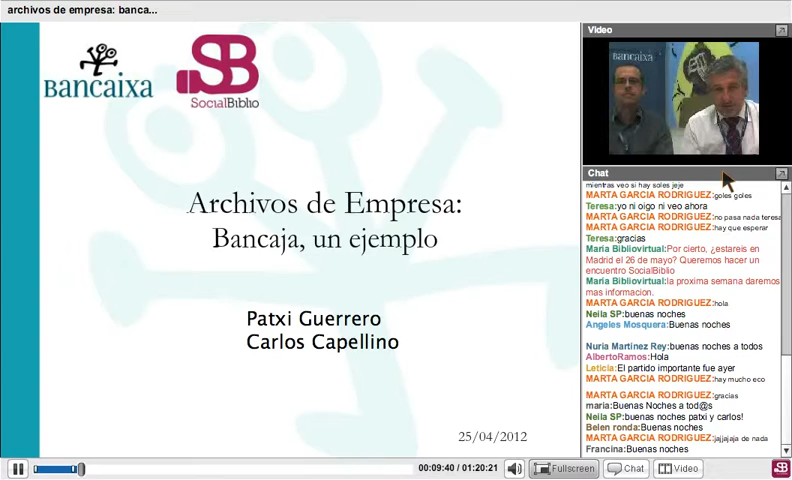 archivos de empresa: banca...
Bancaixa
SB
SocialBiblio
Archivos de Empresa:
Bancaja, un ejemplo
Patxi Guerrero
Carlos Capellino
25/04/2012
Video
Bancaixa
Chat
mientras veo si hay soles jeje
MARTA GARCIA RODRIGUEZ:goles goles
Teresa:yo ni oigo ni veo ahora
MARTA GARCIA RODRIGUEZ:no pasa nada teresa
MARTA GARCIA RODRIGUEZ:hay que esperar
Teresa:gracias
María Bibliovirtual:Por cierto, ¿estareis en
Madrid el 26 de mayo? Queremos hacer un
encuentro SocialBiblio
María Bibliovirtual:la proxima semana daremos
mas informacion.
MARTA GARCIA RODRIGUEZ:hola
Neila SP:buenas noches
Angeles Mosquera:Buenas noches
Nuria Martínez Rey:buenas noches a todos
AlbertoRamos:Hola
Leticia:El partido importante fue ayer
MARTA GARCIA RODRIGUEZ:hay mucho eco
MARTA GARCIA RODRIGUEZ:gracias
maria:Buenas Noches a tod@s
Neila SP:buenas noches patxi y carlos!
Belen ronda:Buenas noches
MARTA GARCIA RODRIGUEZ:jajjajaja de nada
Francina:Buenas noches
00:09:40 / 01:20:21
Fullscreen
Chat
Video
SB